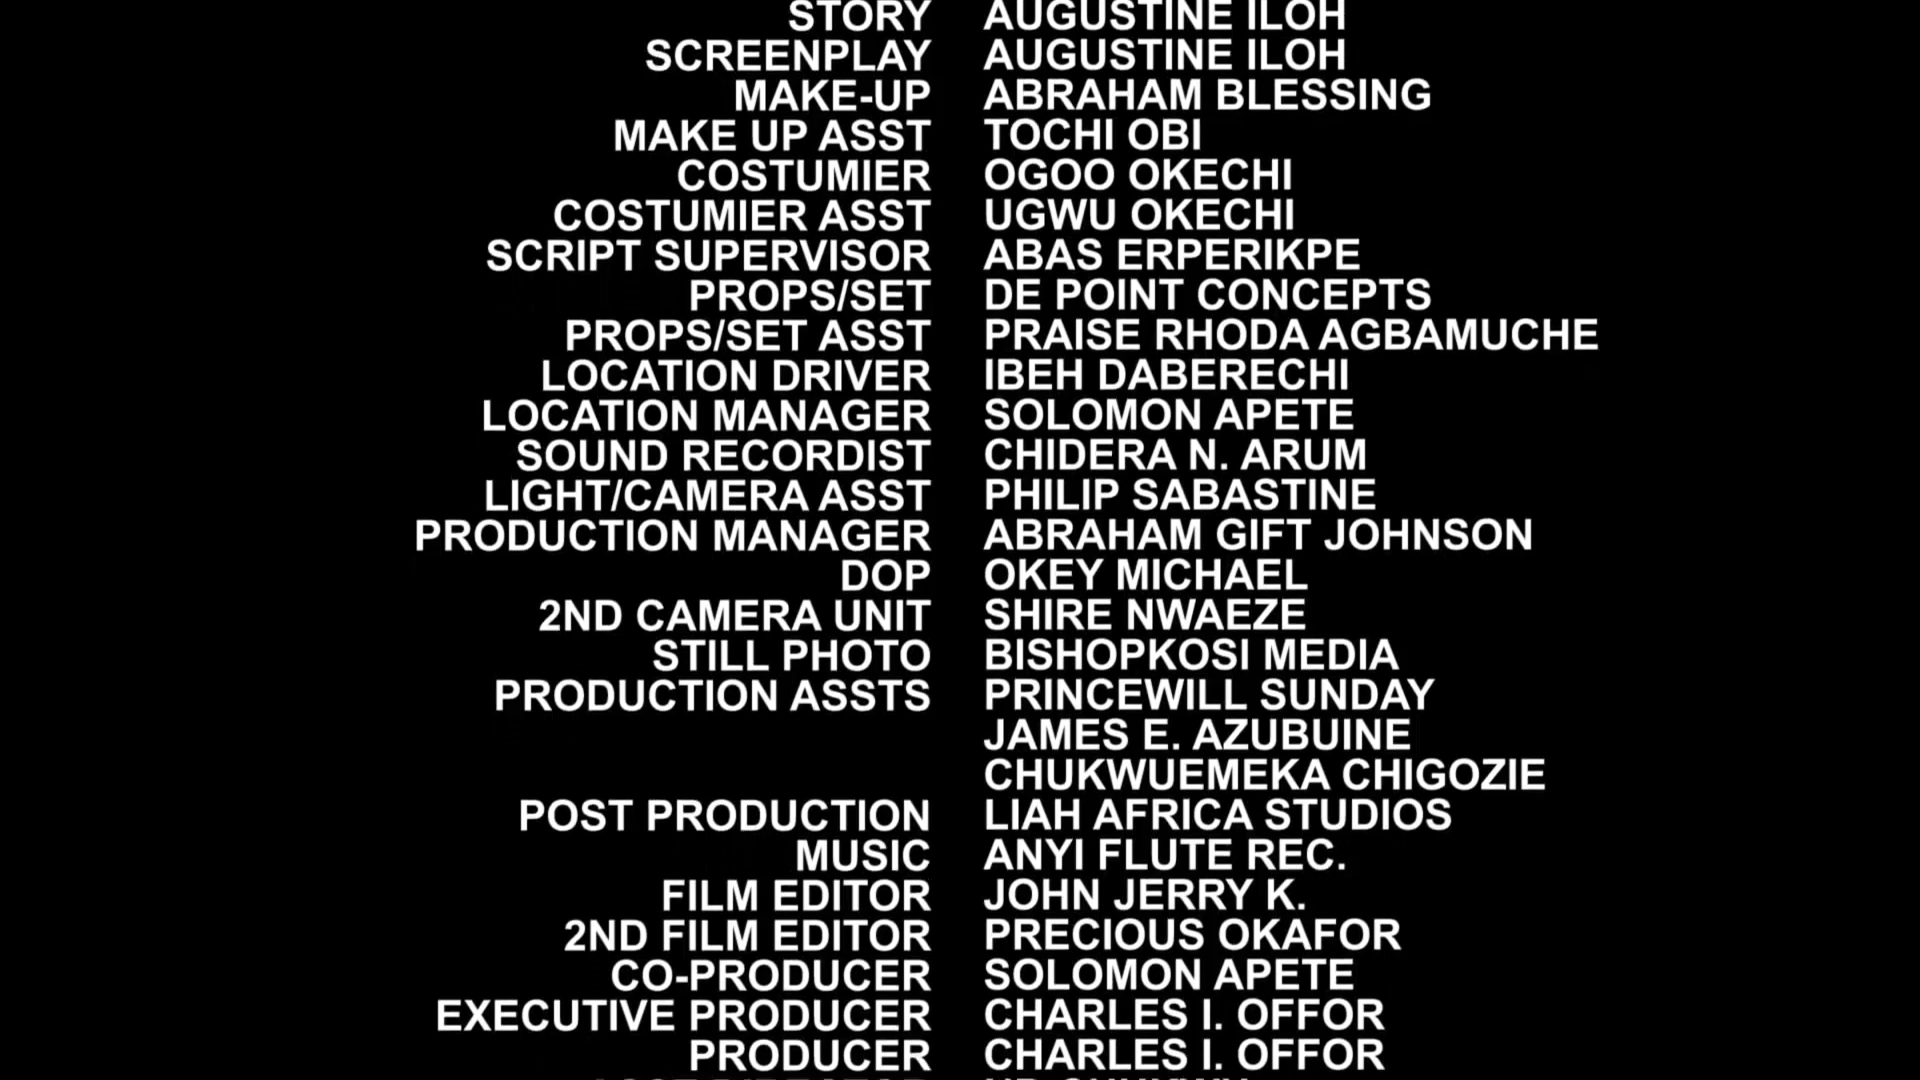 STORY AUGUSTINE ILOH
SCREENPLAY AUGUSTINE ILOH
MAKE-UP ABRAHAM BLESSING
MAKE UP ASST TOCHI OBI
COSTUMIER OGOO OKECHI
COSTUMIER ASST UGWU OKECHI
SCRIPT SUPERVISOR ABAS ERPERIKPE
PROPS/SET DE POINT CONCEPTS
PROPS/SET ASST PRAISE RHODA AGBAMUCHE
LOCATION DRIVER IBEH DABERECHI
LOCATION MANAGER SOLOMON APETE
SOUND RECORDIST CHIDERA N. ARUM
LIGHT/CAMERA ASST PHILIP SABASTINE
PRODUCTION MANAGER ABRAHAM GIFT JOHNSON
DOP OKEY MICHAEL
2ND CAMERA UNIT SHIRE NWAEZE
STILL PHOTO BISHOPKOSI MEDIA
PRODUCTION ASSTS PRINCEWILL SUNDAY
JAMES E. AZUBUINE
CHUKWUEMEKA CHIGOZIE
POST PRODUCTION LIAH AFRICA STUDIOS
MUSIC ANYI FLUTE REC.
FILM EDITOR JOHN JERRY K.
2ND FILM EDITOR PRECIOUS OKAFOR
CO-PRODUCER SOLOMON APETE
EXECUTIVE PRODUCER CHARLES I. OFFOR
PRODUCER CHARLES I. OFFOR